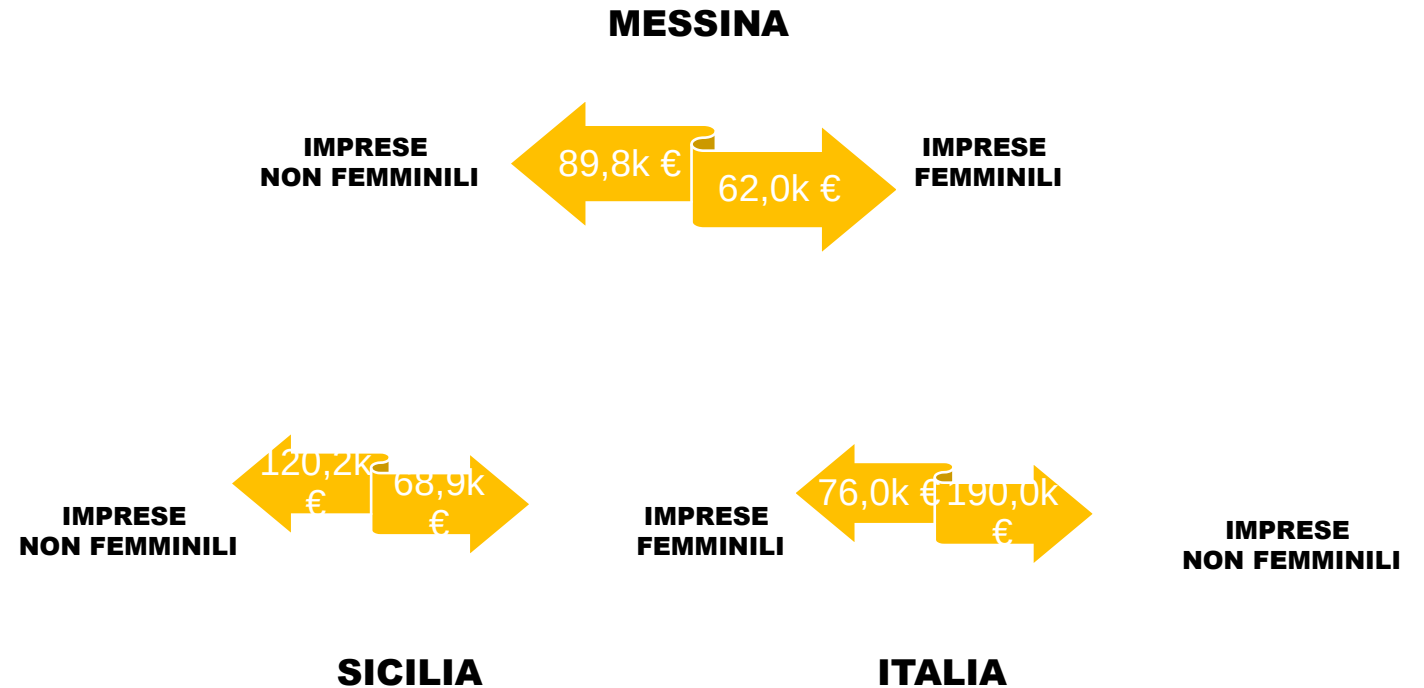 MESSINA
IMPRESE
NON FEMMINILI
89,8k €
62,0k €
IMPRESE
FEMMINILI
120,2k
€
68,9k
€
IMPRESE
NON FEMMINILI
IMPRESE
FEMMINILI
76,0k €
190,0k
€
IMPRESE
NON FEMMINILI
SICILIA
ITALIA